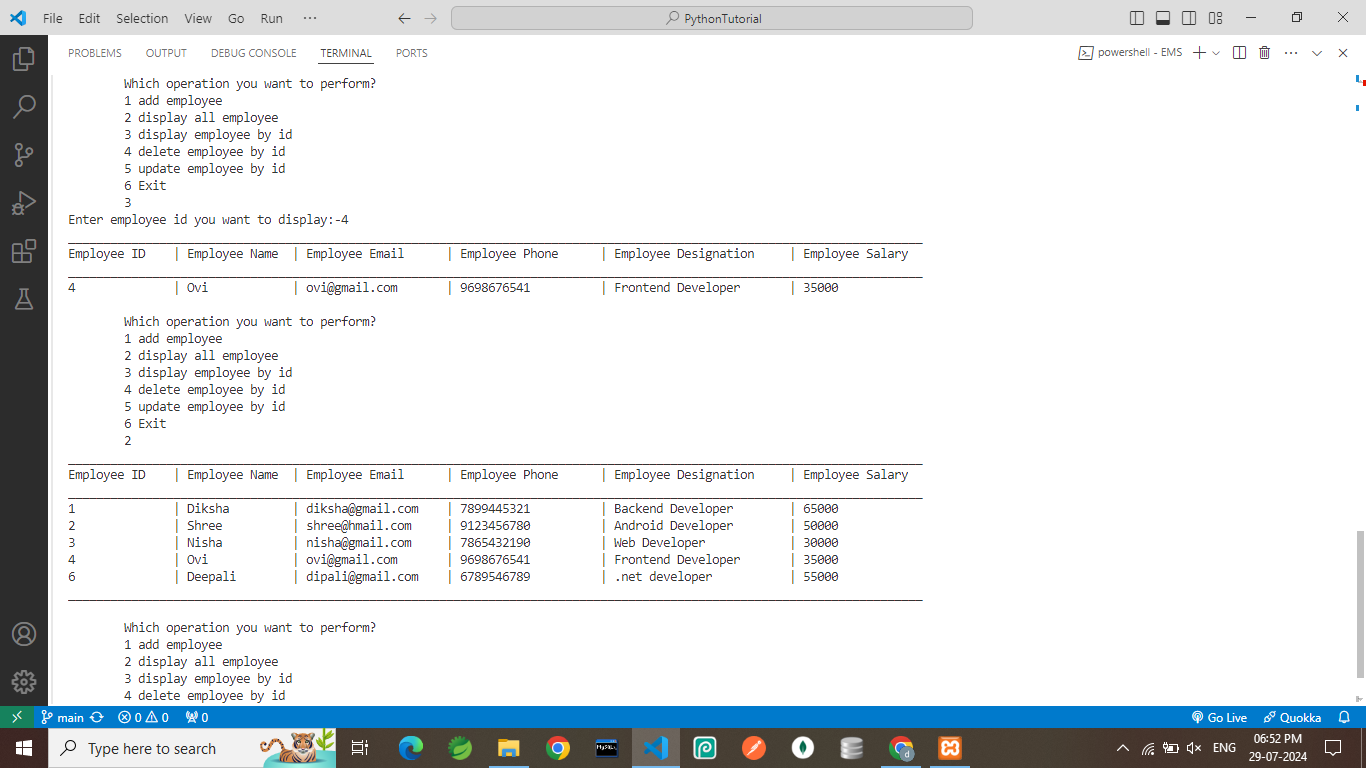 File Edit Selection View Go Run ··· PythonTutorial
PROBLEMS OUTPUT DEBUG CONSOLE TERMINAL PORTS powershell - EMS
Which operation you want to perform?
1 add employee
2 display all employee
3 display employee by id
4 delete employee by id
5 update employee by id
6 Exit
3
Enter employee id you want to display:-4
Employee ID | Employee Name | Employee Email | Employee Phone | Employee Designation | Employee Salary
4 | Ovi | ovi@gmail.com | 9698676541 | Frontend Developer | 35000
Which operation you want to perform?
1 add employee
2 display all employee
3 display employee by id
4 delete employee by id
5 update employee by id
6 Exit
2
Employee ID | Employee Name | Employee Email | Employee Phone | Employee Designation | Employee Salary
1 | Diksha | diksha@gmail.com | 7899445321 | Backend Developer | 65000
2 | Shree | shree@hmail.com | 9123456780 | Android Developer | 50000
3 | Nisha | nisha@gmail.com | 7865432190 | Web Developer | 30000
4 | Ovi | ovi@gmail.com | 9698676541 | Frontend Developer | 35000
6 | Deepali | dipali@gmail.com | 6789546789 | .net developer | 55000
Which operation you want to perform?
1 add employee
2 display all employee
3 display employee by id
4 delete employee by id
main 0 0 0 Go Live Quokka
Type here to search MySQL d ENG 06:52 PM
29-07-2024